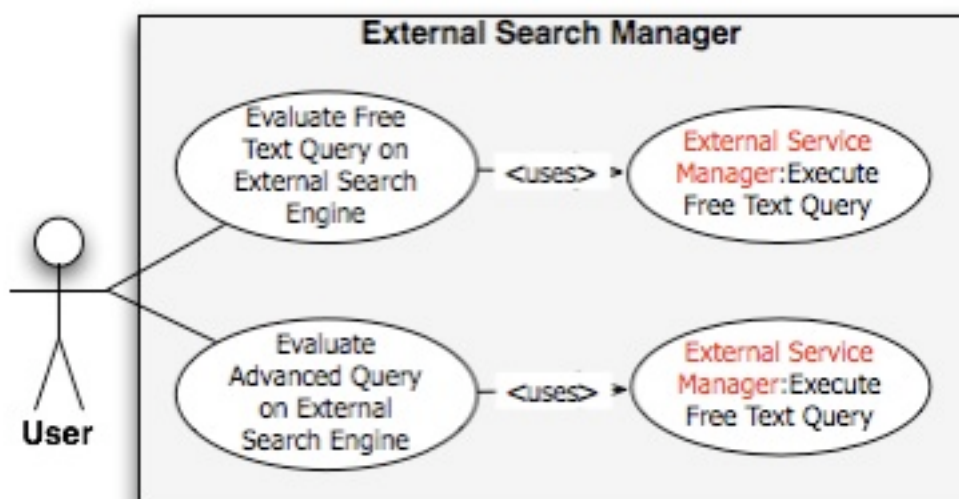 External Search Manager
Evaluate Free
Text Query on
External Search
Engine
<uses>
External Service
Manager:Execute
Free Text Query
Evaluate
Advanced Query
on External
Search Engine
<uses>
External Service
Manager:Execute
Free Text Query
User